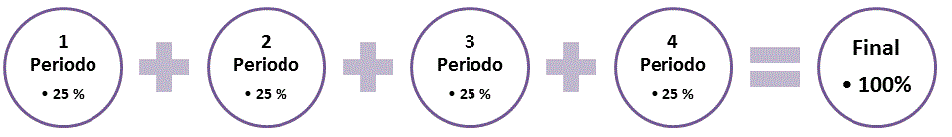 1
Periodo
• 25 %
+
2
Periodo
• 25 %
+
3
Periodo
• 25 %
+
4
Periodo
• 25 %
=
Final
• 100%